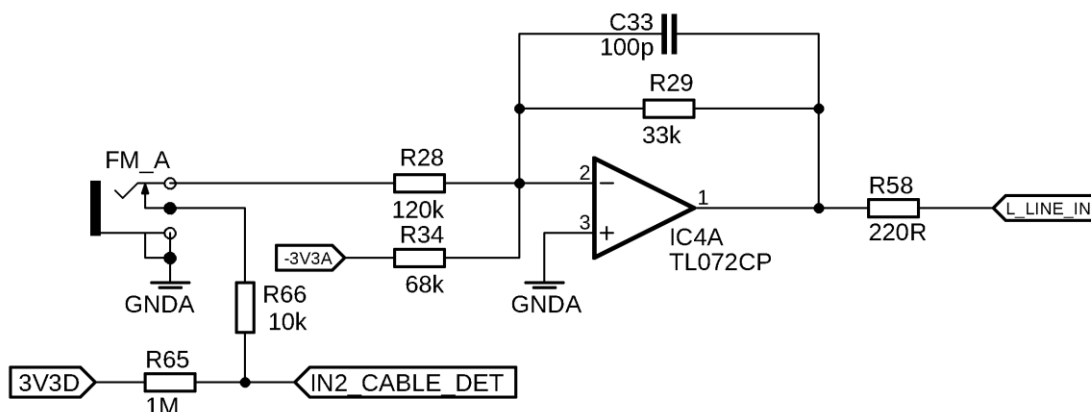 C33
100p
R29
33k
FM_A
R28
120k
2
−
1
R58
L_LINE_IN
220R
3
+
IC4A
TL072CP
-3V3A
R34
68k
GNDA
GNDA
R66
10k
R65
3V3D
IN2_CABLE_DET
1M